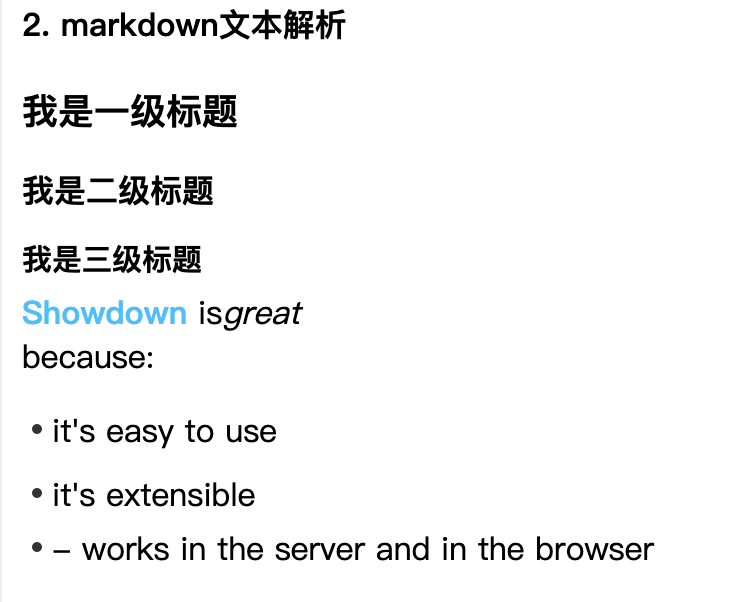 2. markdown文本解析
我是一级标题
我是二级标题
我是三级标题
Showdown isgreat
because:
• it's easy to use
• it's extensible
• – works in the server and in the browser